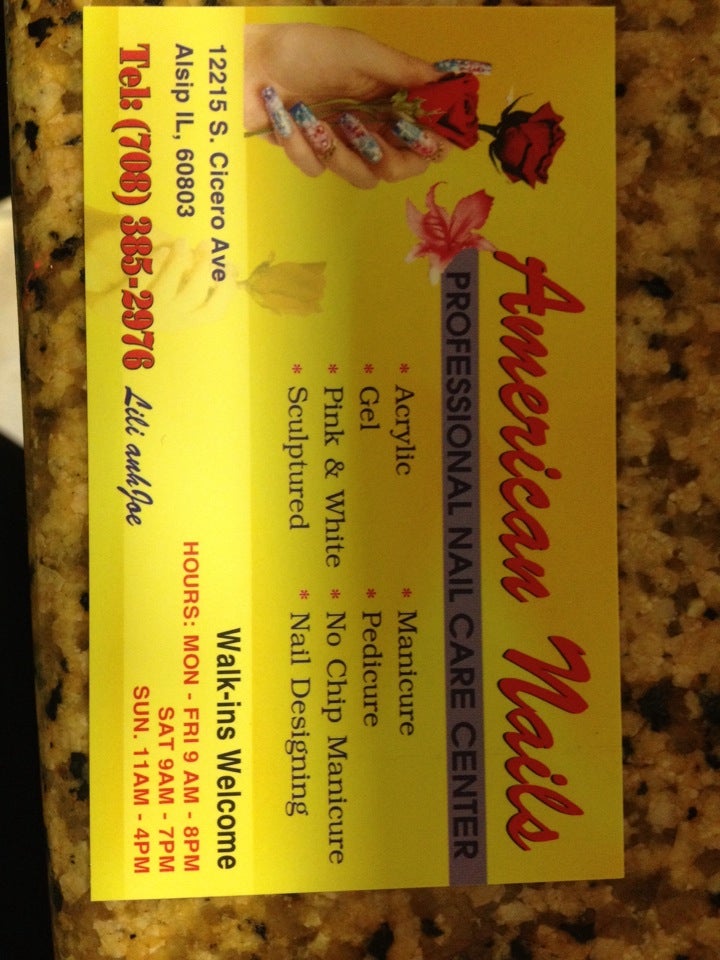 American Nails
PROFESSIONAL NAIL CARE CENTER
* Acrylic
* Gel
* Pink & White
* Sculptured
* Manicure
* Pedicure
* No Chip Manicure
* Nail Designing
12215 S. Cicero Ave
Alsip IL, 60803
Tel: (708) 385-2976 Lili anh Joe
Walk-ins Welcome
HOURS: MON - FRI 9 AM - 8PM
SAT 9AM - 7PM
SUN. 11AM - 4PM